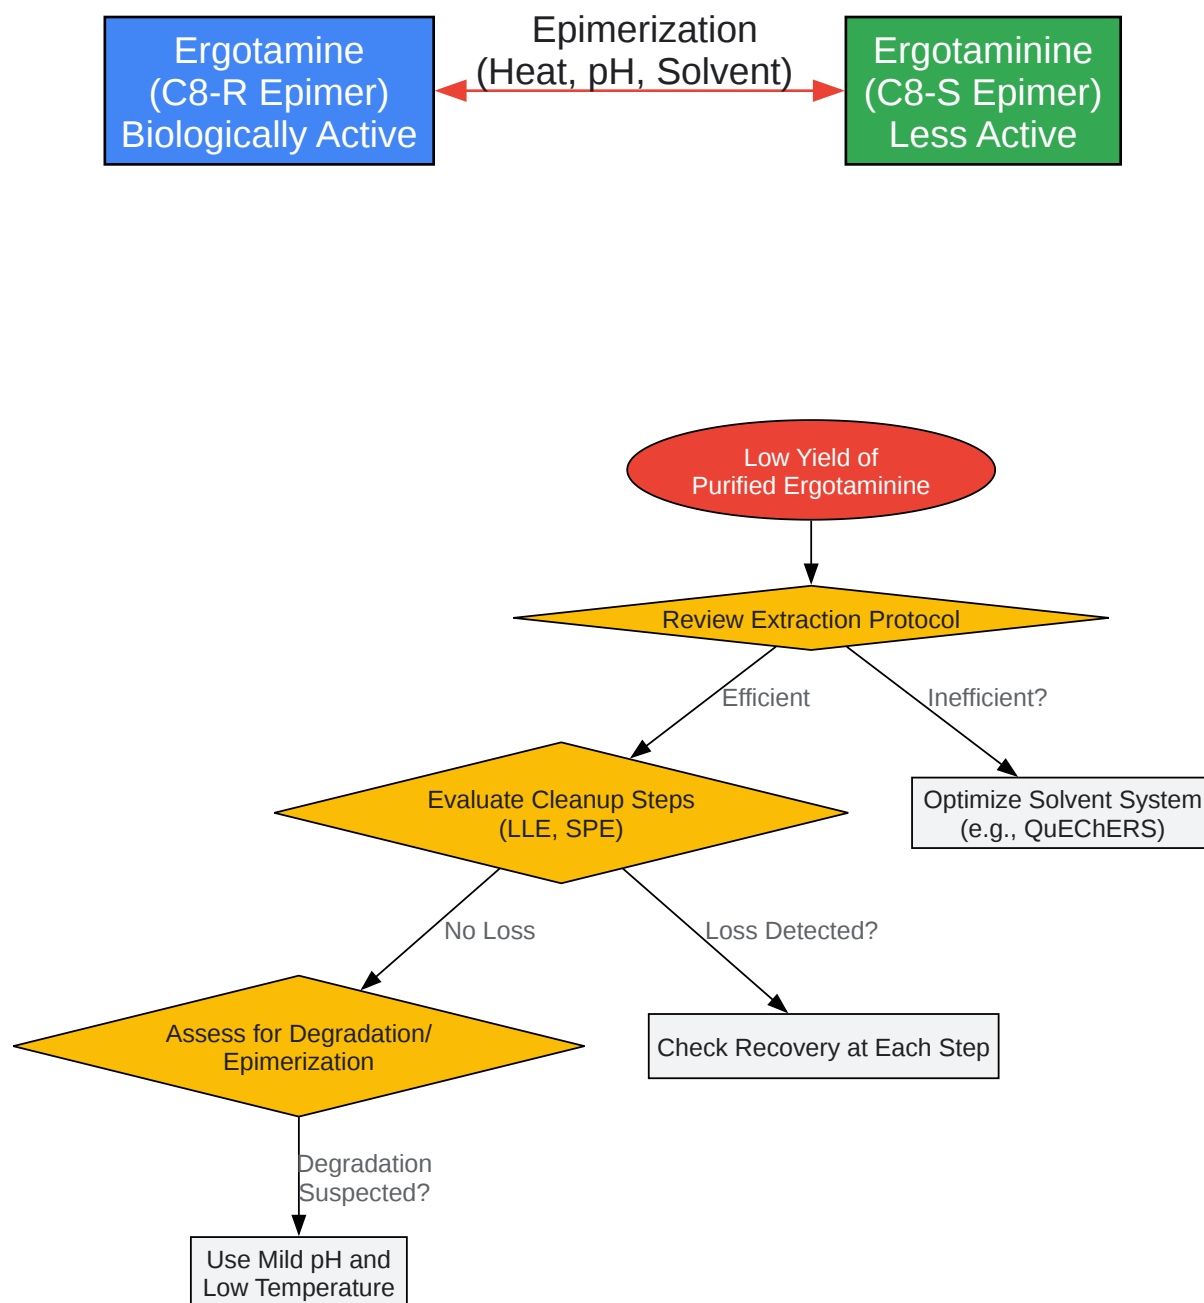 Ergotamine
(C8-R Epimer)
Biologically Active
Epimerization
(Heat, pH, Solvent)
Ergotaminine
(C8-S Epimer)
Less Active
Low Yield of
Purified Ergotaminine
Review Extraction Protocol
Efficient
Inefficient?
Evaluate Cleanup Steps
(LLE, SPE)
Optimize Solvent System
(e.g., QuEChERS)
No Loss
Loss Detected?
Assess for Degradation/
Epimerization
Check Recovery at Each Step
Degradation
Suspected?
Use Mild pH and
Low Temperature